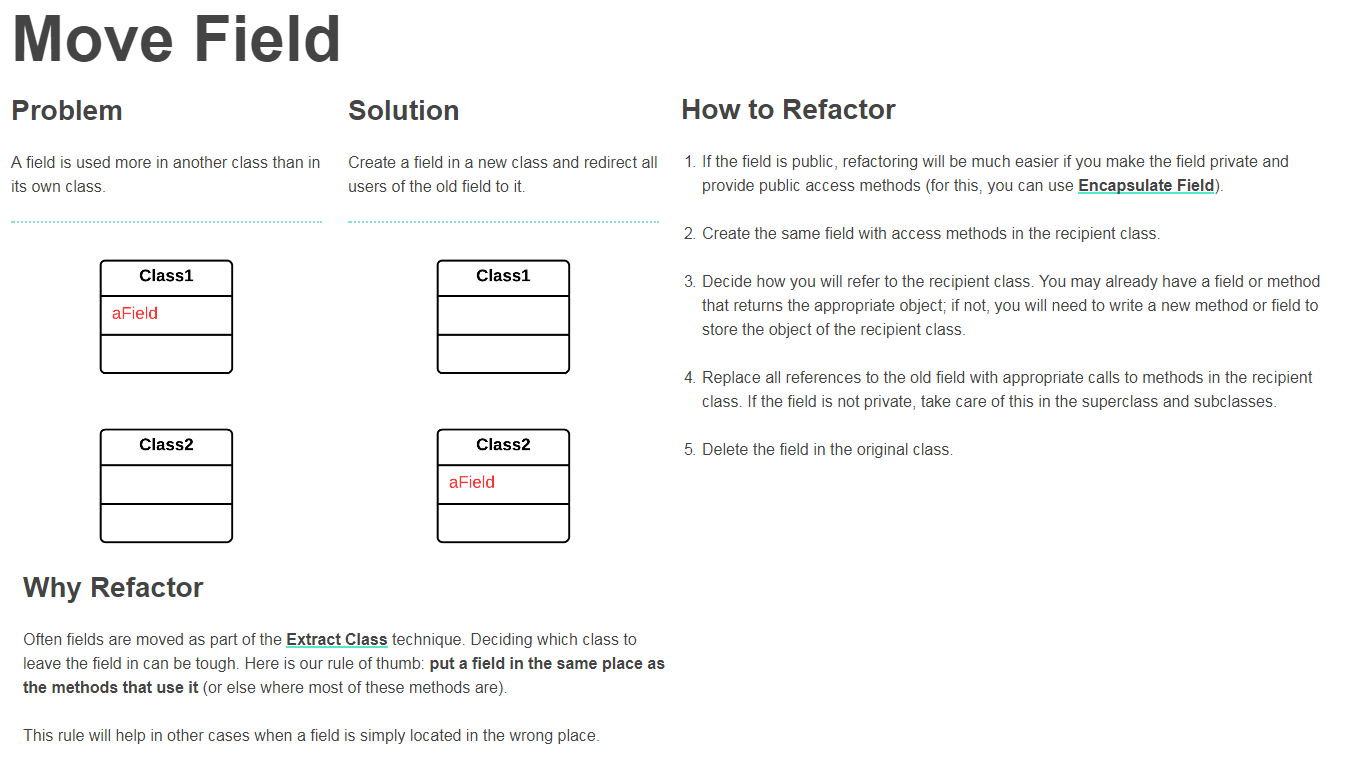 Move Field
Problem
A field is used more in another class than in
its own class.
Class1
aField
Class2
Solution
Create a field in a new class and redirect all
users of the old field to it.
Class1
Class2
aField
How to Refactor
1. If the field is public, refactoring will be much easier if you make the field private and
provide public access methods (for this, you can use Encapsulate Field).
2. Create the same field with access methods in the recipient class.
3. Decide how you will refer to the recipient class. You may already have a field or method
that returns the appropriate object; if not, you will need to write a new method or field to
store the object of the recipient class.
4. Replace all references to the old field with appropriate calls to methods in the recipient
class. If the field is not private, take care of this in the superclass and subclasses.
5. Delete the field in the original class.
Why Refactor
Often fields are moved as part of the Extract Class technique. Deciding which class to
leave the field in can be tough. Here is our rule of thumb: put a field in the same place as
the methods that use it (or else where most of these methods are).
This rule will help in other cases when a field is simply located in the wrong place.